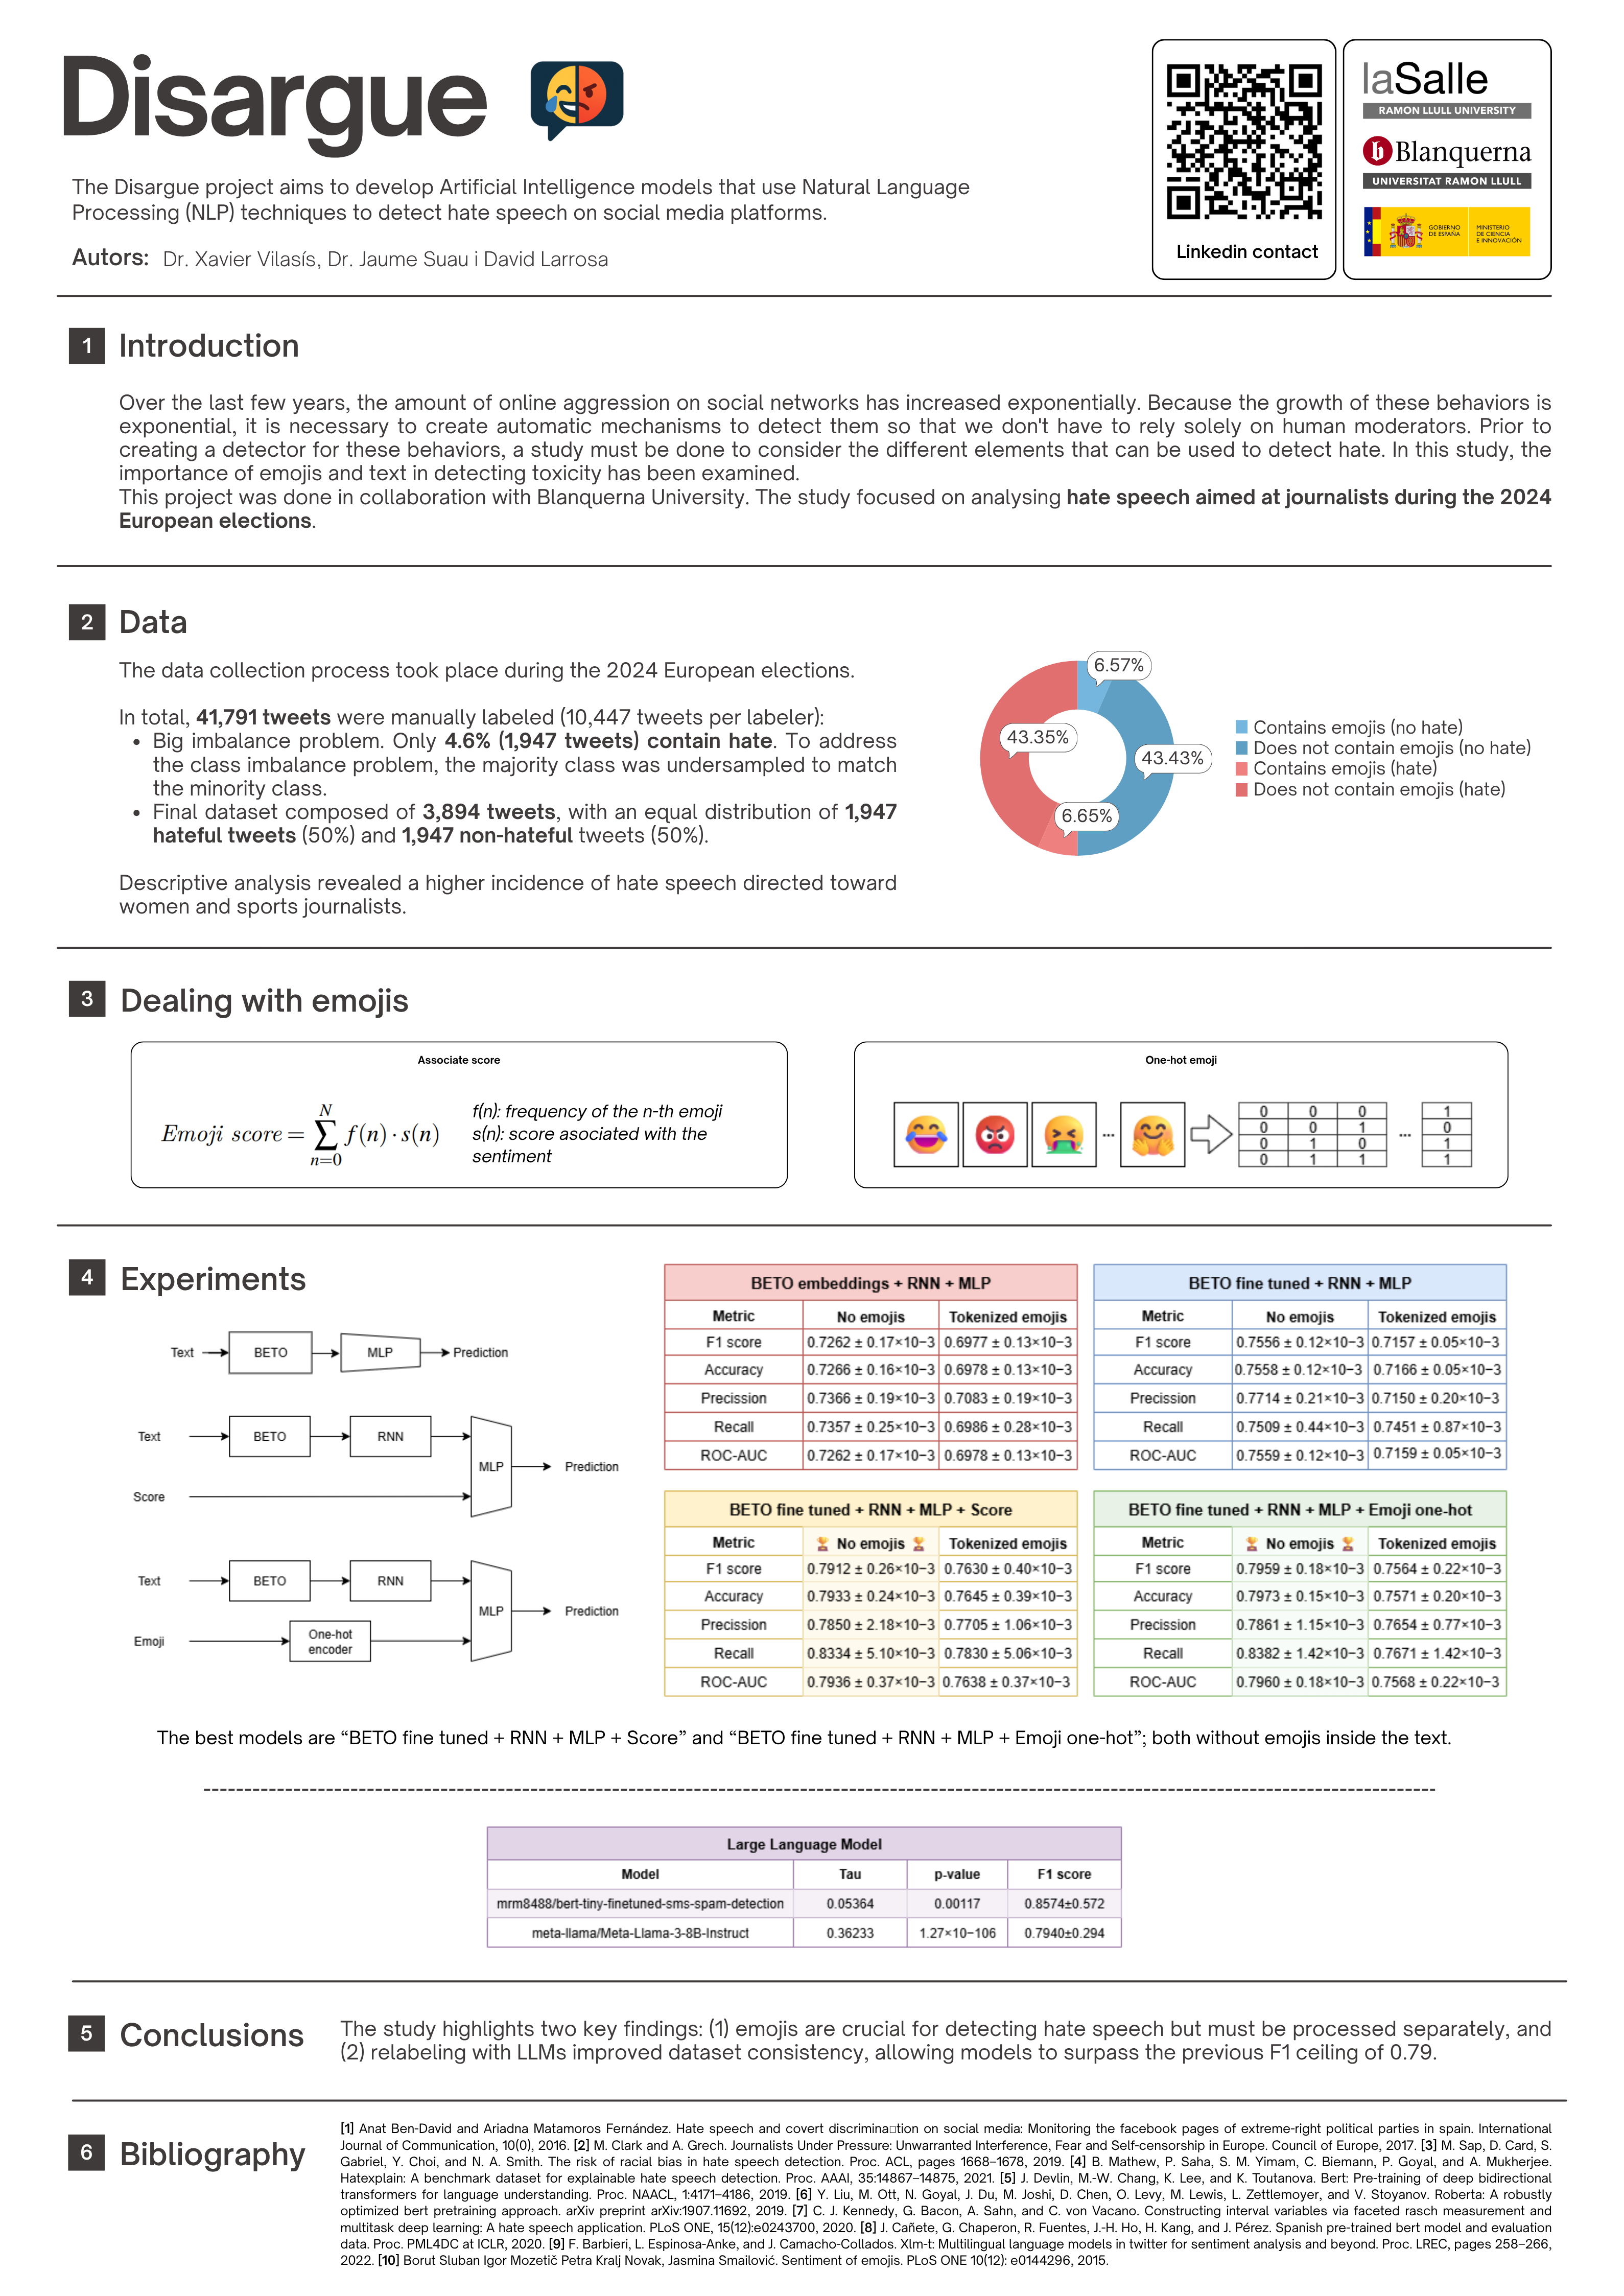 Disargue
The Disargue project aims to develop Artificial Intelligence models that use Natural Language
Processing (NLP) techniques to detect hate speech on social media platforms.
Autors: Dr. Xavier Vilasís, Dr. Jaume Suau i David Larrosa
Linkedin contact
laSalle
RAMON LLULL UNIVERSITY
b Blanquerna
UNIVERSITAT RAMON LLULL
GOBIERNO DE ESPAÑA
MINISTERIO DE CIENCIA E INNOVACIÓN
1 Introduction
Over the last few years, the amount of online aggression on social networks has increased exponentially. Because the growth of these behaviors is
exponential, it is necessary to create automatic mechanisms to detect them so that we don't have to rely solely on human moderators. Prior to
creating a detector for these behaviors, a study must be done to consider the different elements that can be used to detect hate. In this study, the
importance of emojis and text in detecting toxicity has been examined.
This project was done in collaboration with Blanquerna University. The study focused on analysing hate speech aimed at journalists during the 2024
European elections.
2 Data
The data collection process took place during the 2024 European elections.
In total, 41,791 tweets were manually labeled (10,447 tweets per labeler):
• Big imbalance problem. Only 4.6% (1,947 tweets) contain hate. To address
the class imbalance problem, the majority class was undersampled to match
the minority class.
• Final dataset composed of 3,894 tweets, with an equal distribution of 1,947
hateful tweets (50%) and 1,947 non-hateful tweets (50%).
Descriptive analysis revealed a higher incidence of hate speech directed toward
women and sports journalists.
6.57%
43.35%
43.43%
6.65%
Contains emojis (no hate)
Does not contain emojis (no hate)
Contains emojis (hate)
Does not contain emojis (hate)
3 Dealing with emojis
Associate score
Emoji score = N ∑ n=0 f(n) · s(n)
f(n): frequency of the n-th emoji
s(n): score asociated with the
sentiment
One-hot emoji
... 0 0 0 ... 1
0 0 1 0
0 1 0 1
0 1 1 1
4 Experiments
Text BETO MLP Prediction
Text BETO RNN
MLP Prediction
Score
Text BETO RNN
MLP Prediction
Emoji One-hot encoder
BETO embeddings + RNN + MLP
Metric No emojis Tokenized emojis
F1 score 0.7262 ± 0.17×10−3 0.6977 ± 0.13×10−3
Accuracy 0.7266 ± 0.16×10−3 0.6978 ± 0.13×10−3
Precission 0.7366 ± 0.19×10−3 0.7083 ± 0.19×10−3
Recall 0.7357 ± 0.25×10−3 0.6986 ± 0.28×10−3
ROC-AUC 0.7262 ± 0.17×10−3 0.6978 ± 0.13×10−3
BETO fine tuned + RNN + MLP
Metric No emojis Tokenized emojis
F1 score 0.7556 ± 0.12×10−3 0.7157 ± 0.05×10−3
Accuracy 0.7558 ± 0.12×10−3 0.7166 ± 0.05×10−3
Precission 0.7714 ± 0.21×10−3 0.7150 ± 0.20×10−3
Recall 0.7509 ± 0.44×10−3 0.7451 ± 0.87×10−3
ROC-AUC 0.7559 ± 0.12×10−3 0.7159 ± 0.05×10−3
BETO fine tuned + RNN + MLP + Score
Metric 🏆 No emojis 🏆 Tokenized emojis
F1 score 0.7912 ± 0.26×10−3 0.7630 ± 0.40×10−3
Accuracy 0.7933 ± 0.24×10−3 0.7645 ± 0.39×10−3
Precission 0.7850 ± 2.18×10−3 0.7705 ± 1.06×10−3
Recall 0.8334 ± 5.10×10−3 0.7830 ± 5.06×10−3
ROC-AUC 0.7936 ± 0.37×10−3 0.7638 ± 0.37×10−3
BETO fine tuned + RNN + MLP + Emoji one-hot
Metric 🏆 No emojis 🏆 Tokenized emojis
F1 score 0.7959 ± 0.18×10−3 0.7564 ± 0.22×10−3
Accuracy 0.7973 ± 0.15×10−3 0.7571 ± 0.20×10−3
Precission 0.7861 ± 1.15×10−3 0.7654 ± 0.77×10−3
Recall 0.8382 ± 1.42×10−3 0.7671 ± 1.42×10−3
ROC-AUC 0.7960 ± 0.18×10−3 0.7568 ± 0.22×10−3
The best models are “BETO fine tuned + RNN + MLP + Score” and “BETO fine tuned + RNN + MLP + Emoji one-hot”; both without emojis inside the text.
Large Language Model
Model Tau p-value F1 score
mrm8488/bert-tiny-finetuned-sms-spam-detection 0.05364 0.00117 0.8574±0.572
meta-llama/Meta-Llama-3-8B-Instruct 0.36233 1.27×10−106 0.7940±0.294
5 Conclusions
The study highlights two key findings: (1) emojis are crucial for detecting hate speech but must be processed separately, and
(2) relabeling with LLMs improved dataset consistency, allowing models to surpass the previous F1 ceiling of 0.79.
6 Bibliography
[1] Anat Ben-David and Ariadna Matamoros Fernández. Hate speech and covert discrimina□tion on social media: Monitoring the facebook pages of extreme-right political parties in spain. International
Journal of Communication, 10(0), 2016. [2] M. Clark and A. Grech. Journalists Under Pressure: Unwarranted Interference, Fear and Self-censorship in Europe. Council of Europe, 2017. [3] M. Sap, D. Card, S.
Gabriel, Y. Choi, and N. A. Smith. The risk of racial bias in hate speech detection. Proc. ACL, pages 1668–1678, 2019. [4] B. Mathew, P. Saha, S. M. Yimam, C. Biemann, P. Goyal, and A. Mukherjee.
Hatexplain: A benchmark dataset for explainable hate speech detection. Proc. AAAI, 35:14867–14875, 2021. [5] J. Devlin, M.-W. Chang, K. Lee, and K. Toutanova. Bert: Pre-training of deep bidirectional
transformers for language understanding. Proc. NAACL, 1:4171–4186, 2019. [6] Y. Liu, M. Ott, N. Goyal, J. Du, M. Joshi, D. Chen, O. Levy, M. Lewis, L. Zettlemoyer, and V. Stoyanov. Roberta: A robustly
optimized bert pretraining approach. arXiv preprint arXiv:1907.11692, 2019. [7] C. J. Kennedy, G. Bacon, A. Sahn, and C. von Vacano. Constructing interval variables via faceted rasch measurement and
multitask deep learning: A hate speech application. PLoS ONE, 15(12):e0243700, 2020. [8] J. Cañete, G. Chaperon, R. Fuentes, J.-H. Ho, H. Kang, and J. Pérez. Spanish pre-trained bert model and evaluation
data. Proc. PML4DC at ICLR, 2020. [9] F. Barbieri, L. Espinosa-Anke, and J. Camacho-Collados. Xlm-t: Multilingual language models in twitter for sentiment analysis and beyond. Proc. LREC, pages 258–266,
2022. [10] Borut Sluban Igor Mozetič Petra Kralj Novak, Jasmina Smailović. Sentiment of emojis. PLoS ONE 10(12): e0144296, 2015.